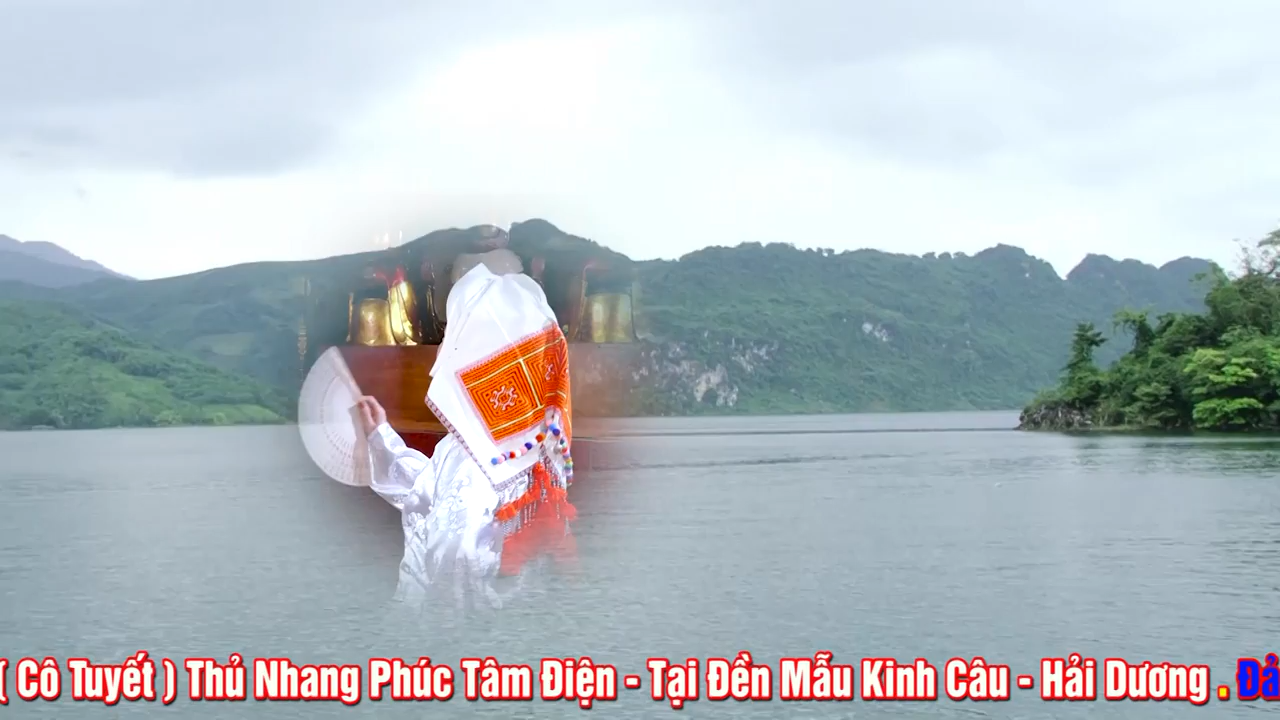 ( Cô Tuyết ) Thủ Nhang Phúc Tâm Điện - Tại Đền Mẫu Kinh Câu - Hải Dương .